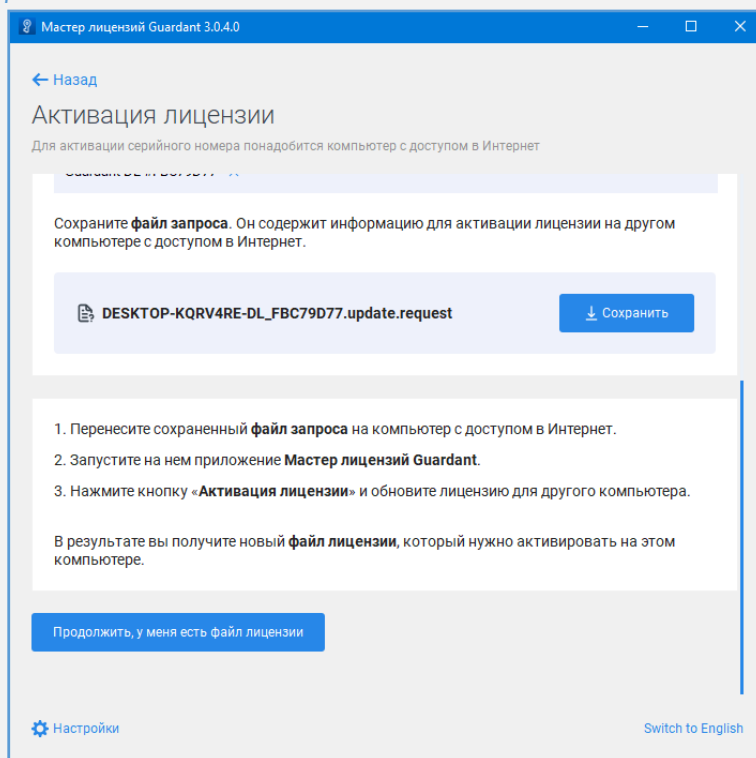 Мастер лицензий Guardant 3.0.4.0
Назад
Активация лицензии
Для активации серийного номера понадобится компьютер с доступом в Интернет
Guardant DL #FBC79D77
Сохраните файл запроса. Он содержит информацию для активации лицензии на другом
компьютере с доступом в Интернет.
DESKTOP-KQRV4RE-DL_FBC79D77.update.request
Сохранить
1. Перенесите сохраненный файл запроса на компьютер с доступом в Интернет.
2. Запустите на нем приложение Мастер лицензий Guardant.
3. Нажмите кнопку «Активация лицензии» и обновите лицензию для другого компьютера.
В результате вы получите новый файл лицензии, который нужно активировать на этом
компьютере.
Продолжить, у меня есть файл лицензии
Настройки
Switch to English